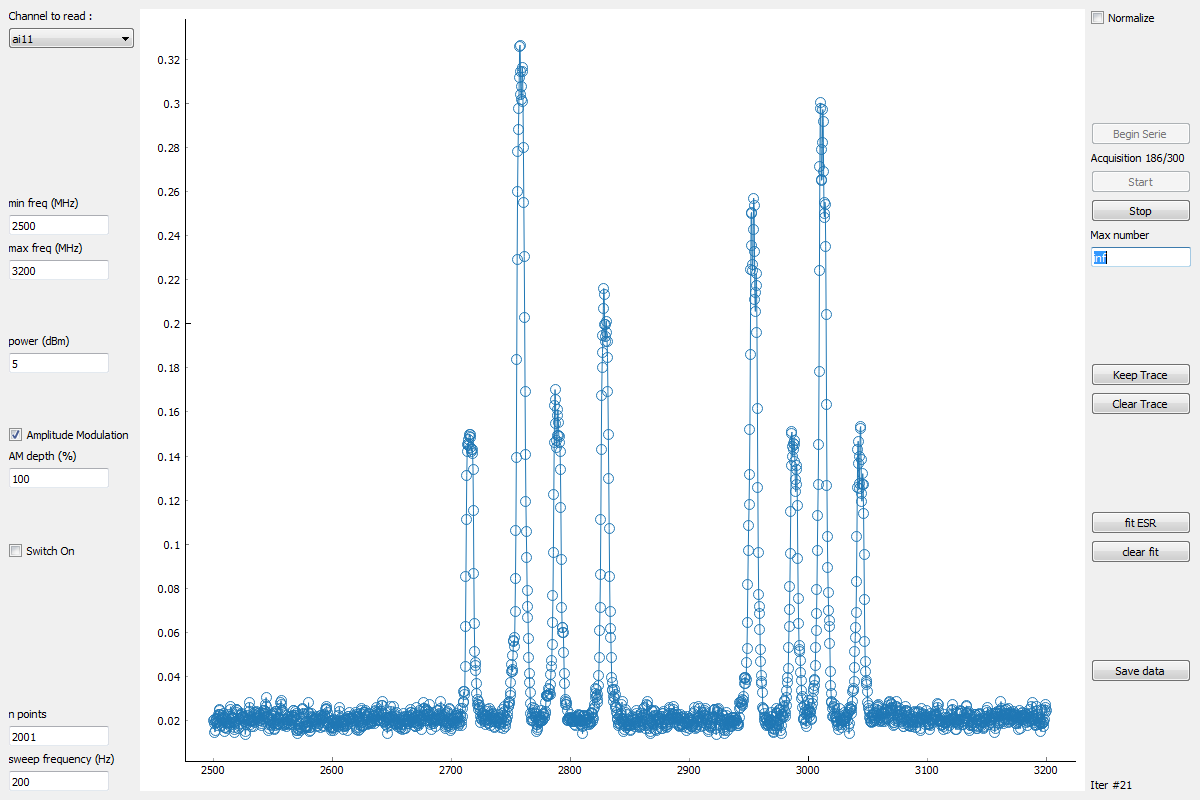 Channel to read :
ai11
min freq (MHz)
2500
max freq (MHz)
3200
power (dBm)
5
Amplitude Modulation
AM depth (%)
100
Switch On
n points
2001
sweep frequency (Hz)
200
0.32
0.3
0.28
0.26
0.24
0.22
0.2
0.18
0.16
0.14
0.12
0.1
0.08
0.06
0.04
0.02
2500 2600 2700 2800 2900 3000 3100 3200
Normalize
Begin Serie
Acquisition 186/300
Start
Stop
Max number
inf
Keep Trace
Clear Trace
fit ESR
clear fit
Save data
Iter #21